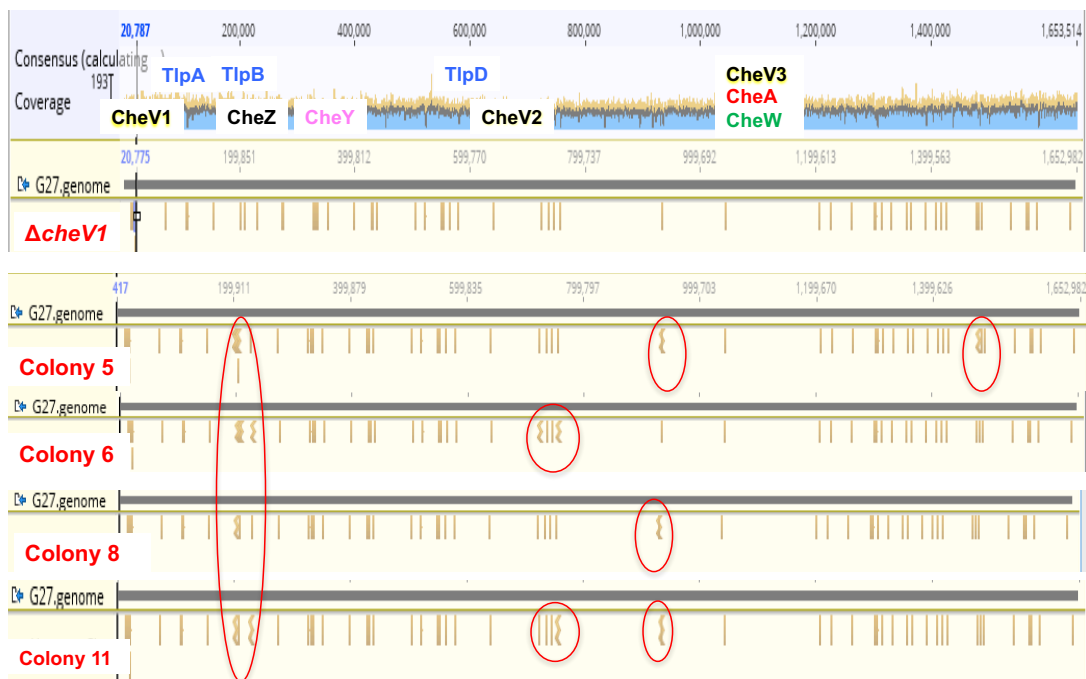 20,787 200,000 400,000 600,000 800,000 1,000,000 1,200,000 1,400,000 1,653,514
Consensus (calculating
193T
TlpA TlpB TlpD CheV3
Coverage
CheA
CheV1 CheZ CheY CheV2
CheW
20,775 199,851 399,812 599,770 799,737 999,692 1,199,613 1,399,563 1,652,982
G27.genome
ΔcheV1
417 199,911 399,879 599,835 799,797 999,703 1,199,670 1,399,626 1,652,982
G27.genome
Colony 5
G27.genome
Colony 6
G27.genome
Colony 8
G27.genome
Colony 11